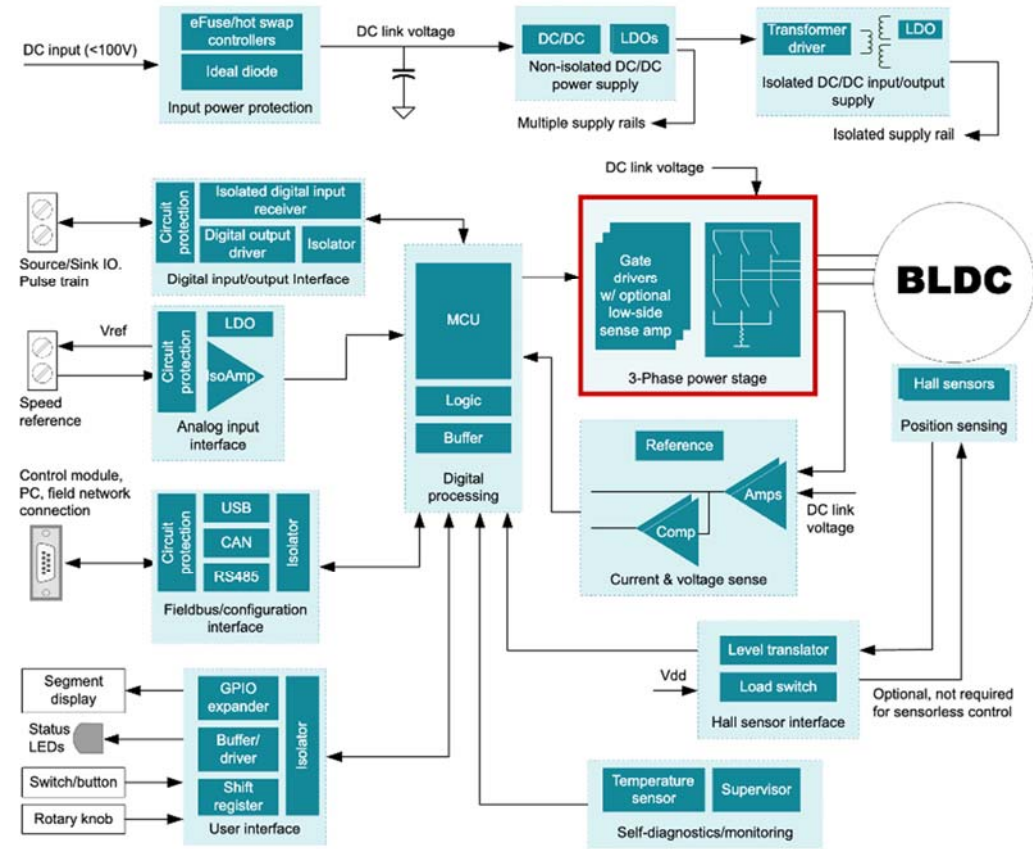 DC input (<100V)
eFuse/hot swap
controllers
Ideal diode
Input power protection
DC link voltage
DC/DC
LDOs
Non-isolated DC/DC
power supply
Multiple supply rails
Transformer
driver
LDO
Isolated DC/DC input/output
supply
Isolated supply rail
Source/Sink IO.
Pulse train
Circuit
protection
Isolated digital input
receiver
Digital output
driver
Isolator
Digital input/output Interface
Vref
Speed
reference
Circuit
protection
LDO
IsoAmp
Analog input
interface
MCU
Logic
Buffer
Digital
processing
DC link voltage
Gate
drivers
w/ optional
low-side
sense amp
3-Phase power stage
BLDC
Hall sensors
Position sensing
Reference
Amps
Comp
DC link
voltage
Current & voltage sense
Control module,
PC, field network
connection
Circuit
protection
USB
CAN
RS485
Isolator
Fieldbus/configuration
interface
Level translator
Load switch
Vdd
Hall sensor interface
Optional, not required
for sensorless control
Segment
display
Status
LEDs
Switch/button
Rotary knob
GPIO
expander
Buffer/
driver
Shift
register
Isolator
User interface
Temperature
sensor
Supervisor
Self-diagnostics/monitoring